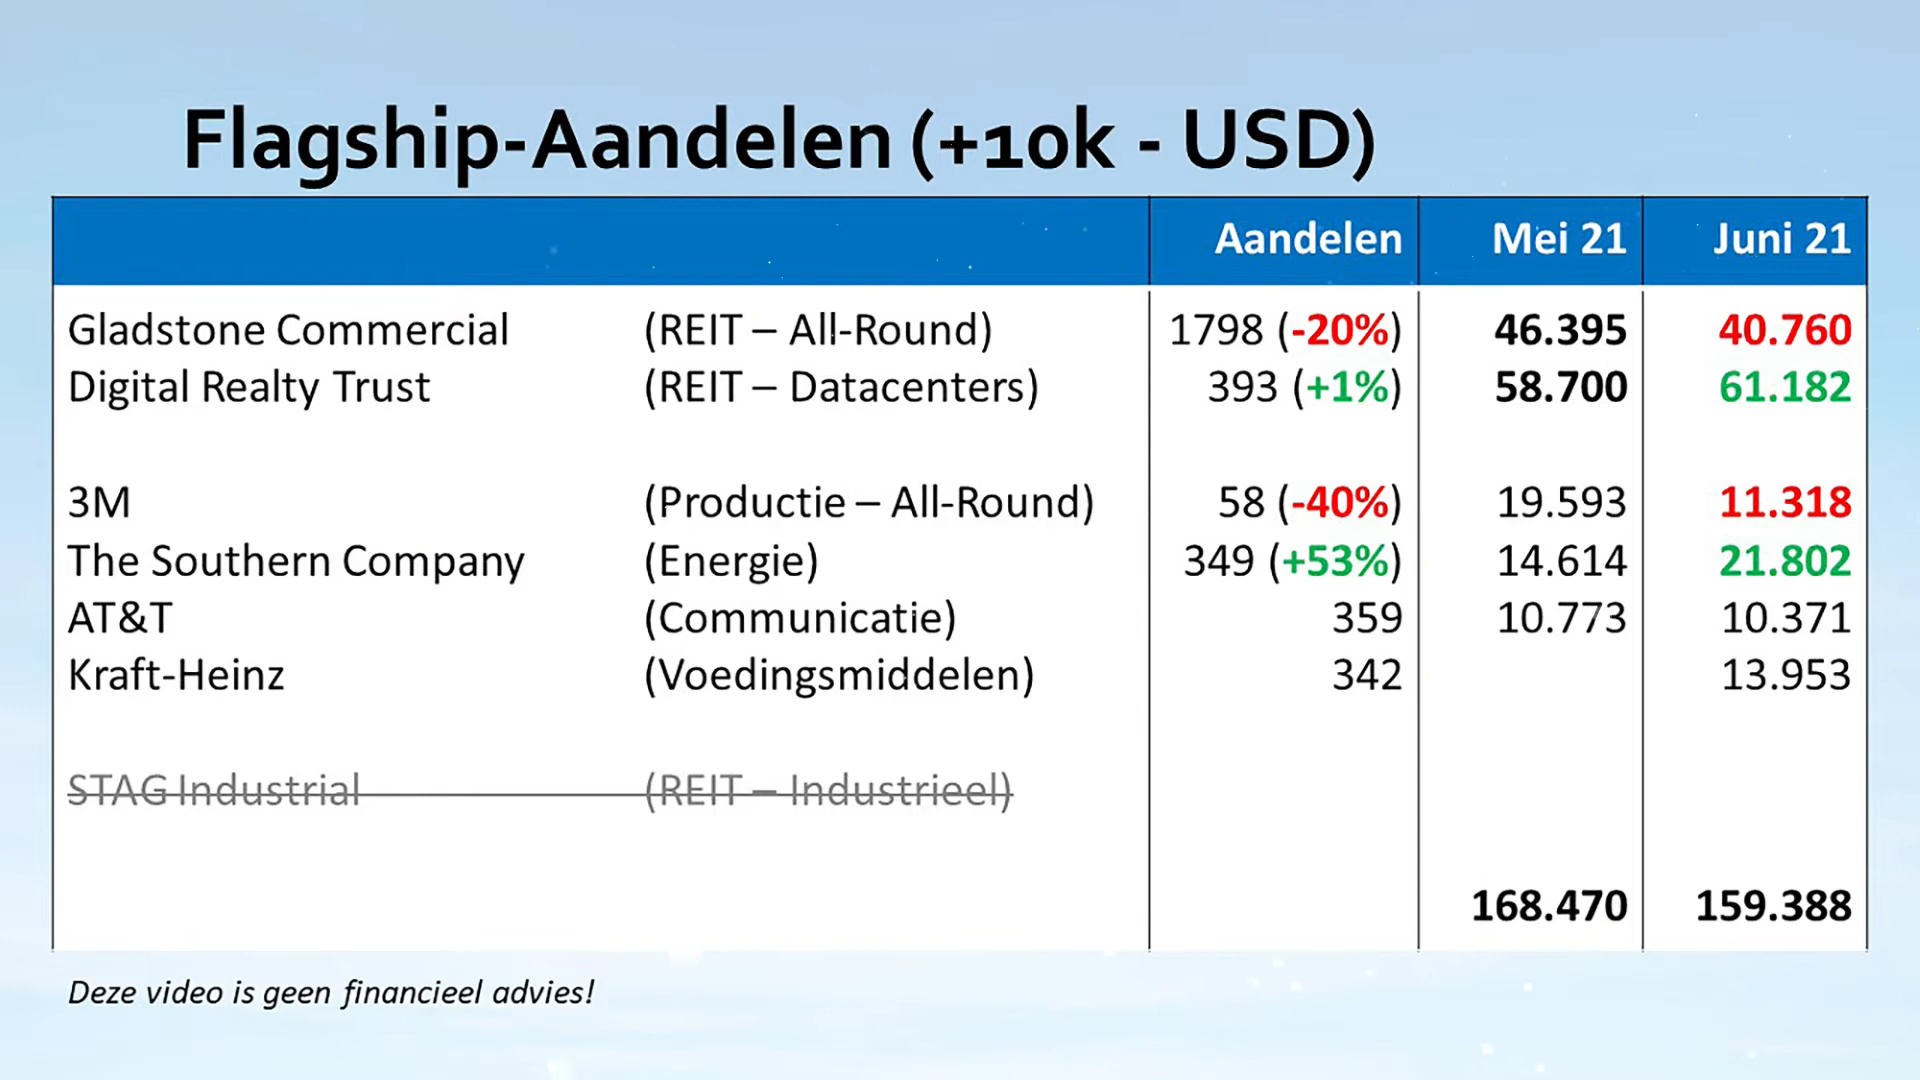 Flagship-Aandelen (+10k - USD)
Aandelen Mei 21 Juni 21
Gladstone Commercial (REIT – All-Round) 1798 (-20%) 46.395 40.760
Digital Realty Trust (REIT – Datacenters) 393 (+1%) 58.700 61.182
3M (Productie – All-Round) 58 (-40%) 19.593 11.318
The Southern Company (Energie) 349 (+53%) 14.614 21.802
AT&T (Communicatie) 359 10.773 10.371
Kraft-Heinz (Voedingsmiddelen) 342 13.953
STAG Industrial (REIT – Industrieel)
168.470 159.388
Deze video is geen financieel advies!